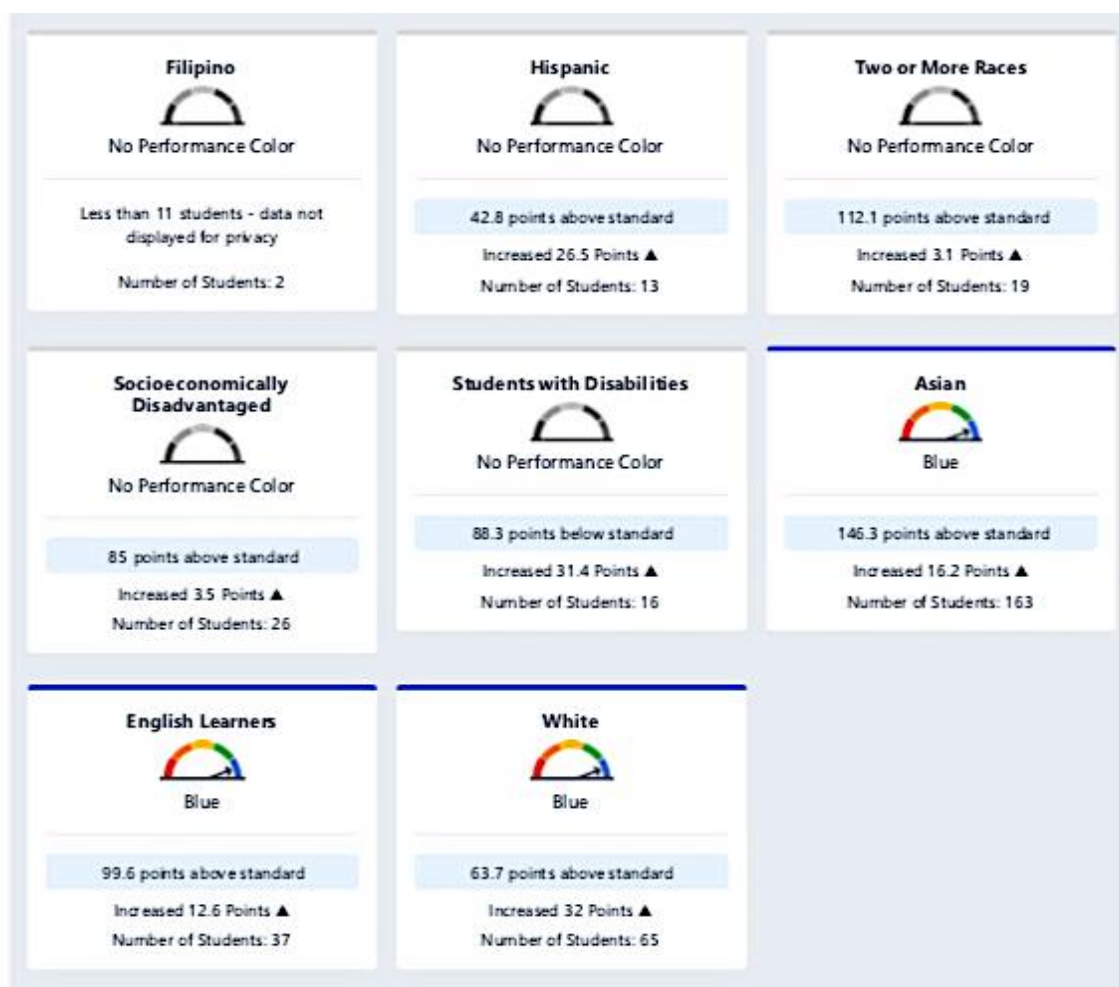 Filipino
No Performance Color
Less than 11 students - data not
displayed for privacy
Number of Students: 2
Hispanic
No Performance Color
42.8 points above standard
Increased 26.5 Points ▲
Number of Students: 13
Two or More Races
No Performance Color
112.1 points above standard
Increased 3.1 Points ▲
Number of Students: 19
Socioeconomically
Disadvantaged
No Performance Color
85 points above standard
Increased 3.5 Points ▲
Number of Students: 26
Students with Disabilities
No Performance Color
88.3 points below standard
Increased 31.4 Points ▲
Number of Students: 16
Asian
Blue
146.3 points above standard
Increased 16.2 Points ▲
Number of Students: 163
English Learners
Blue
99.6 points above standard
Increased 12.6 Points ▲
Number of Students: 37
White
Blue
63.7 points above standard
Increased 32 Points ▲
Number of Students: 65